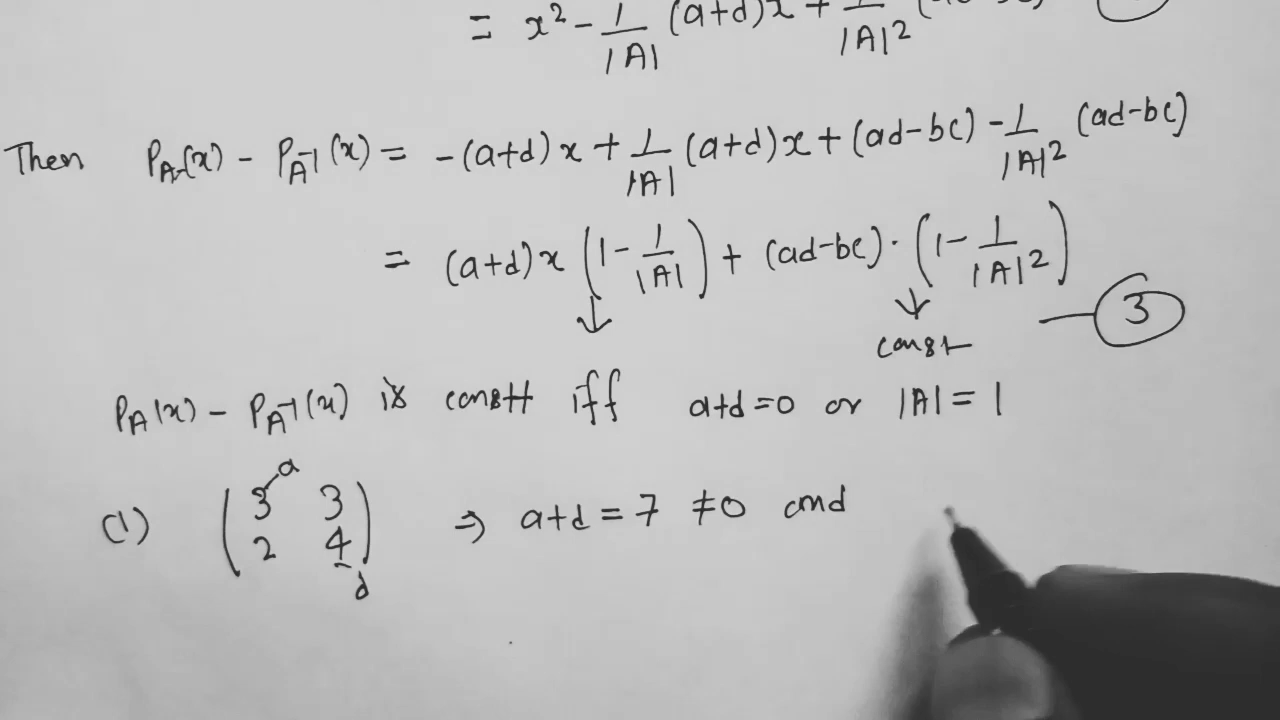 = x² - 1/|A| (a+d)x + 1/|A|²
Then P_A(x) - P_A⁻¹(x) = -(a+d)x + 1/|A| (a+d)x + (ad-bc) - 1/|A|² (ad-bc)
= (a+d)x (1 - 1/|A|) + (ad-bc)·(1 - 1/|A|²)
↓ ↓
const — ③
P_A(x) - P_A⁻¹(x) is constt iff a+d=0 or |A| = 1
a
(1) (3 3
2 4) ⇒ a+d = 7 ≠0 and
d